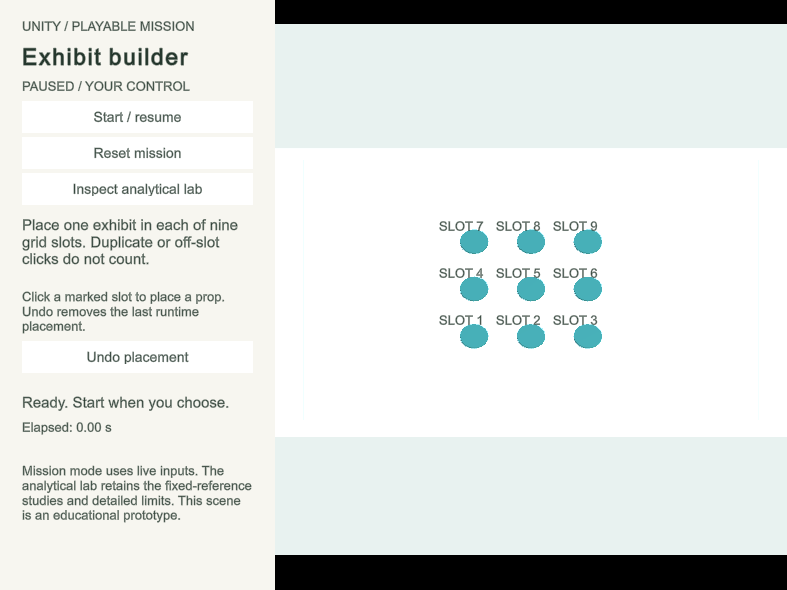 UNITY / PLAYABLE MISSION
Exhibit builder
PAUSED / YOUR CONTROL
Start / resume
Reset mission
Inspect analytical lab
Place one exhibit in each of nine
grid slots. Duplicate or off-slot
clicks do not count.
Click a marked slot to place a prop.
Undo removes the last runtime
placement.
Undo placement
Ready. Start when you choose.
Elapsed: 0.00 s
Mission mode uses live inputs. The
analytical lab retains the fixed-reference
studies and detailed limits. This scene
is an educational prototype.
SLOT 7 SLOT 8 SLOT 9
SLOT 4 SLOT 5 SLOT 6
SLOT 1 SLOT 2 SLOT 3